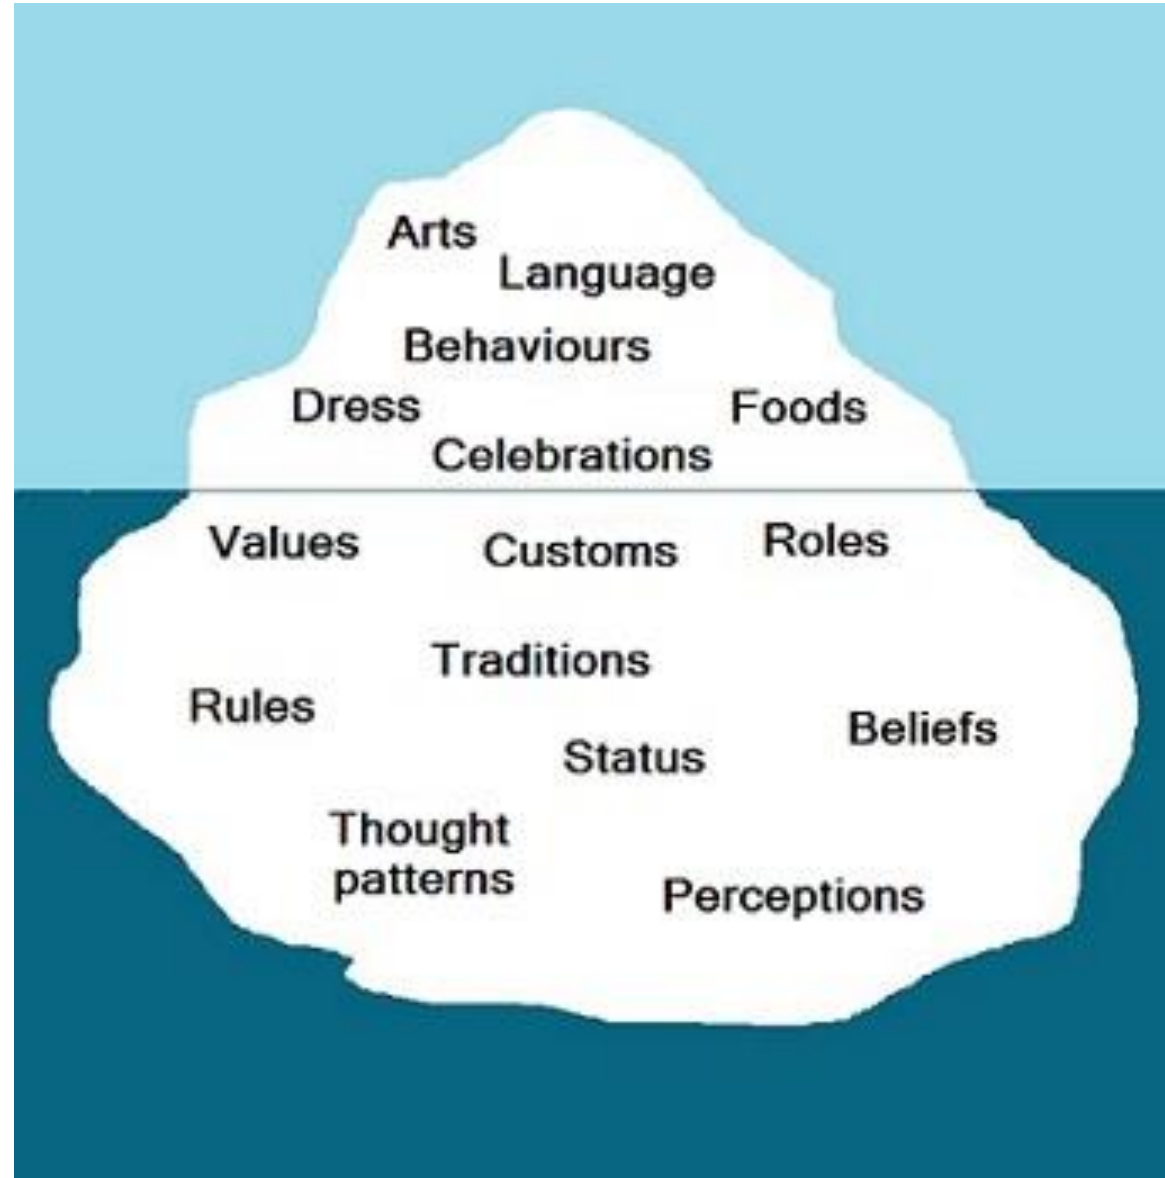 Arts
Language
Behaviours
Dress
Foods
Celebrations
Values
Customs
Roles
Traditions
Rules
Beliefs
Status
Thought
patterns
Perceptions